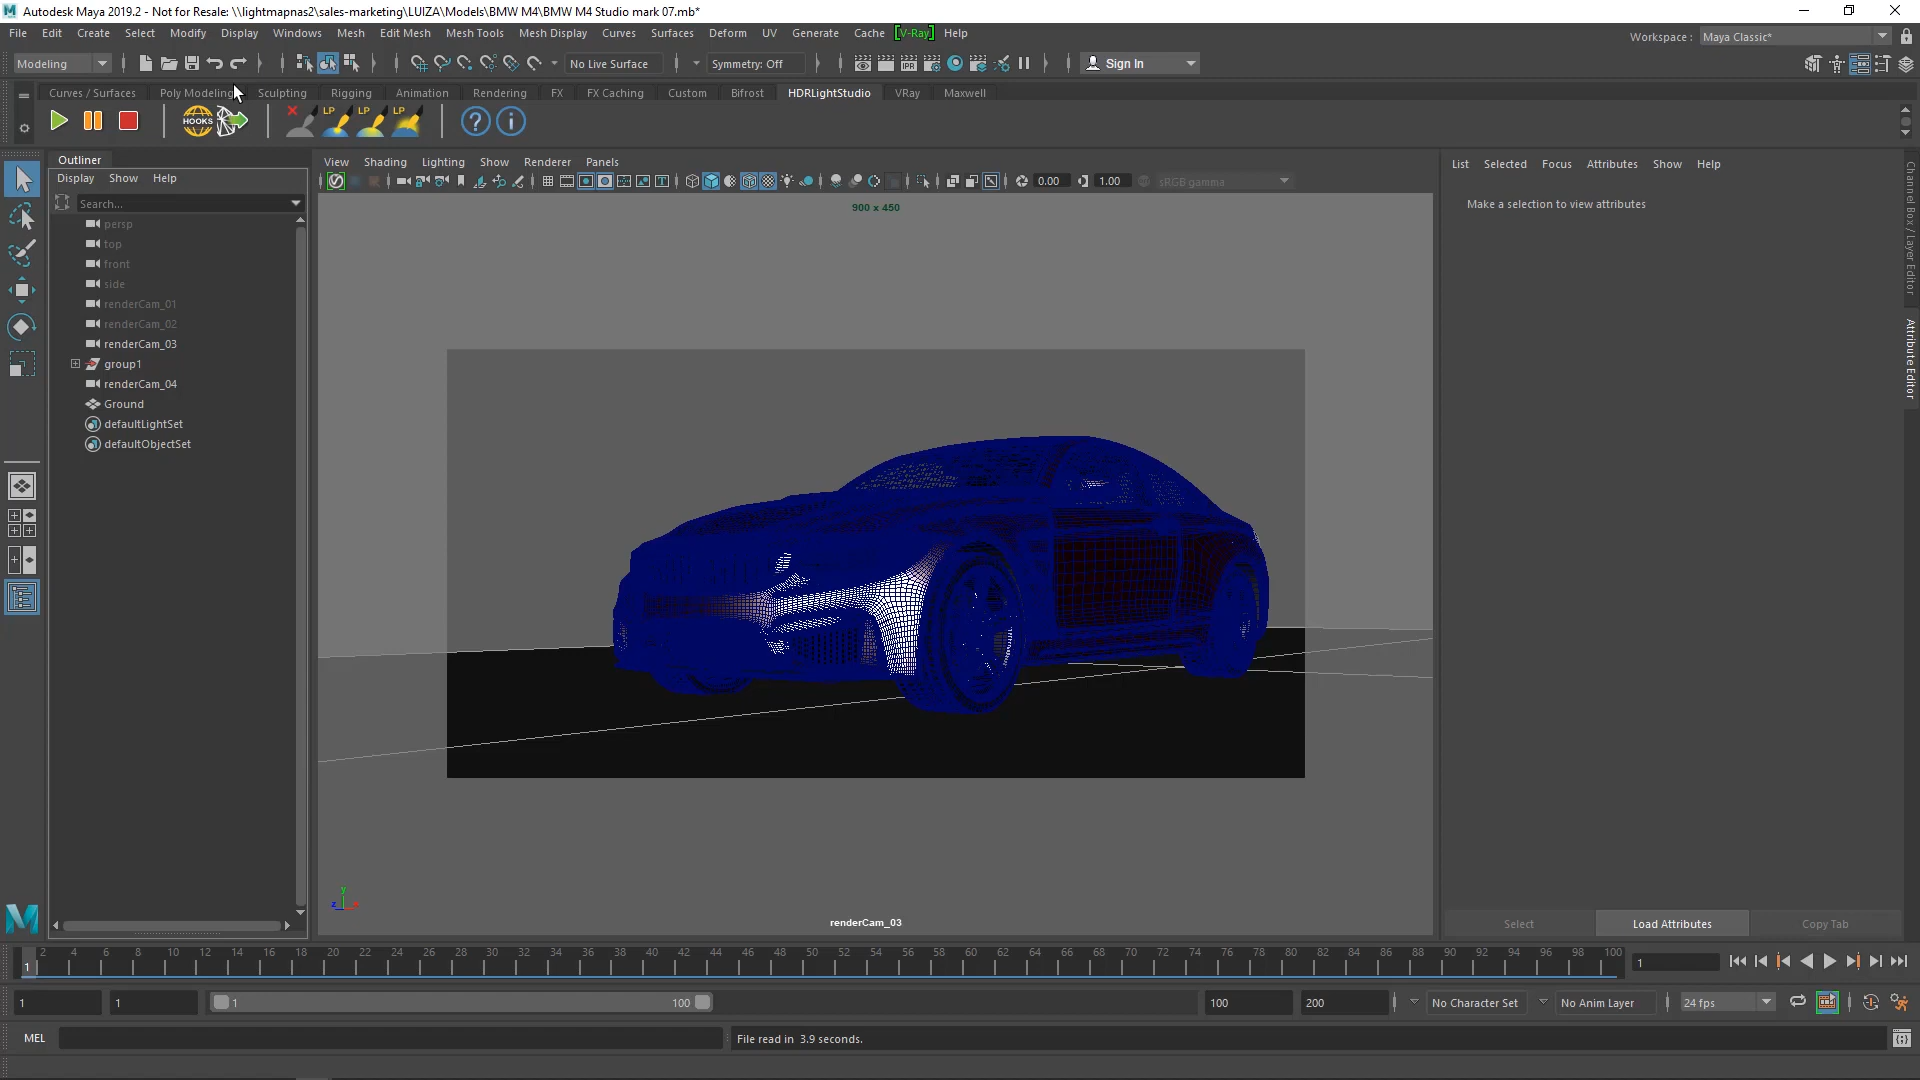 Autodesk Maya 2019.2 - Not for Resale: \\lightmapnas2\sales-marketing\LUIZA\Models\BMW M4\BMW M4 Studio mark 07.mb*
File Edit Create Select Modify Display Windows Mesh Edit Mesh Mesh Tools Mesh Display Curves Surfaces Deform UV Generate Cache [V-Ray] Help
Workspace : Maya Classic*
Modeling No Live Surface Symmetry: Off IPR Sign In
Curves / Surfaces Poly Modeling Sculpting Rigging Animation Rendering FX FX Caching Custom Bifrost HDRLightStudio VRay Maxwell
HOOKS LP LP LP ? i
Outliner
Display Show Help
Search...
persp
top
front
side
renderCam_01
renderCam_02
renderCam_03
group1
renderCam_04
Ground
defaultLightSet
defaultObjectSet
View Shading Lighting Show Renderer Panels
0.00 1.00 sRGB gamma
900 x 450
y
z
renderCam_03
List Selected Focus Attributes Show Help
Make a selection to view attributes
Channel Box / Layer Editor
Attribute Editor
Select Load Attributes Copy Tab
1 2 4 6 8 10 12 14 16 18 20 22 24 26 28 30 32 34 36 38 40 42 44 46 48 50 52 54 56 58 60 62 64 66 68 70 72 74 76 78 80 82 84 86 88 90 92 94 96 98 100 1
1 1 1 100 100 200 No Character Set No Anim Layer 24 fps
MEL File read in 3.9 seconds.